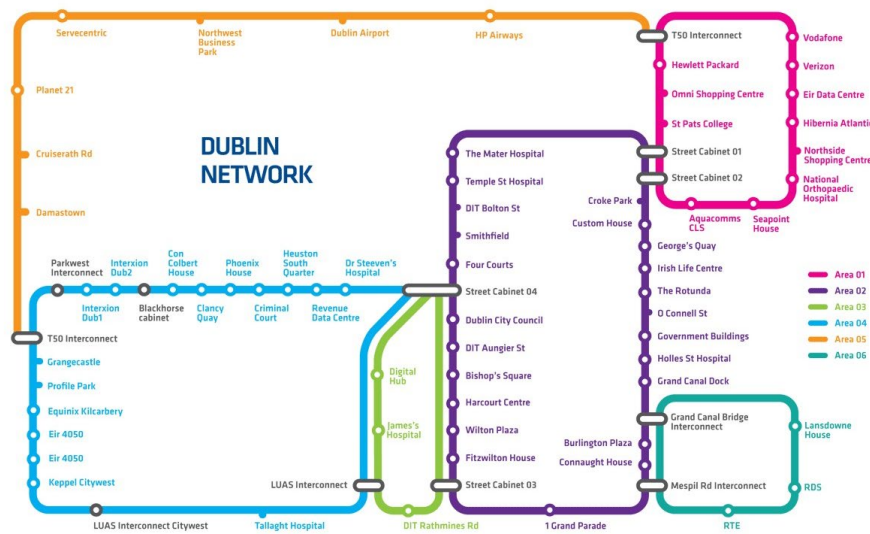 Servecentric
Northwest
Business
Park
Dublin Airport
HP Airways
TS0 Interconnect
Vodafone
Hewlett Packard
Verizon
Planet 21
Omni Shopping Centre
Eir Data Centre
St Pats College
Hibernia Atlantic
DUBLIN
NETWORK
The Mater Hospital
Street Cabinet 01
Northside
Shopping Centre
Cruiserath Rd
Temple St Hospital
Street Cabinet 02
National
Orthopaedic
Hospital
DIT Bolton St
Croke Park
Damastown
Smithfield
Custom House
Aquacomms
CLS
Seapoint
House
George's Quay
Parkwest
Interconnect
Interxion
Dub2
Con
Colbert
House
Phoenix
House
Heuston
South
Quarter
Dr Steeven's
Hospital
Four Courts
Irish Life Centre
Area 01
Interxion
Dub1
Blackhorse
cabinet
Clancy
Quay
Criminal
Court
Revenue
Data Centre
Street Cabinet 04
The Rotunda
Area 02
Dublin City Council
O Connell St
Area 03
TS0 Interconnect
Government Buildings
Area 04
Grangecastle
DIT Aungier St
Holles St Hospital
Area 05
Profile Park
Digital
Hub
Bishop's Square
Grand Canal Dock
Area 06
Equinix Kilcarbery
Harcourt Centre
Grand Canal Bridge
Interconnect
Lansdowne
House
Eir 4050
James's
Hospital
Wilton Plaza
Burlington Plaza
Eir 4050
Fitzwilton House
Connaught House
Keppel Citywest
LUAS Interconnect
Street Cabinet 03
Mespil Rd Interconnect
RDS
LUAS Interconnect Citywest
Tallaght Hospital
DIT Rathmines Rd
1 Grand Parade
RTE